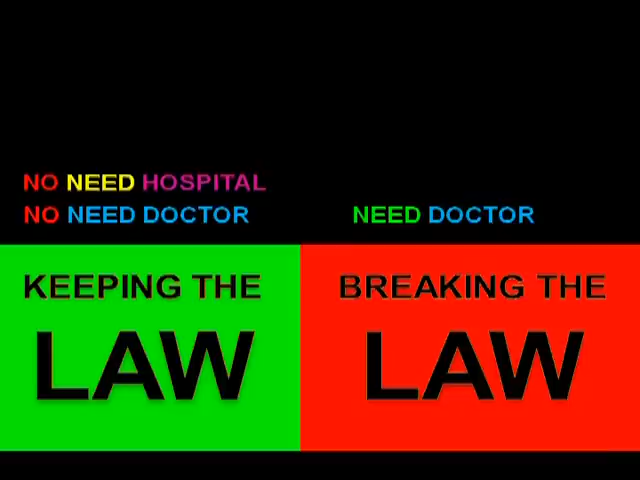 NO NEED HOSPITAL
NO NEED DOCTOR
NEED DOCTOR
KEEPING THE
LAW
BREAKING THE
LAW